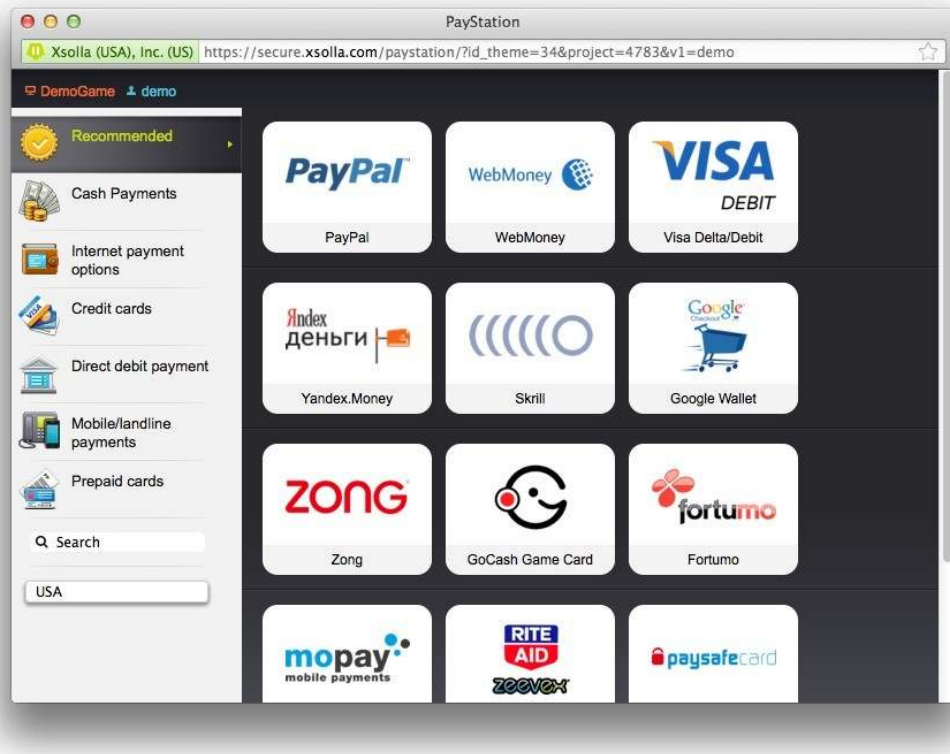 PayStation
Xsolla (USA), Inc. (US) https://secure.xsolla.com/paystation/?id_theme=34&project=4783&v1=demo
DemoGame demo
Recommended
Cash Payments
Internet payment
options
Credit cards
VISA
Direct debit payment
Mobile/landline
payments
Prepaid cards
Search
USA
PayPal™
PayPal
WebMoney
WebMoney
VISA
DEBIT
Visa Delta/Debit
Яndex
деньги
Yandex.Money
Skrill
Google
Checkout
Google Wallet
ZONG
Zong
GoCash Game Card
fortumo
Fortumo
mopay
mobile payments
RITE
AID
zeevex
paysafecard